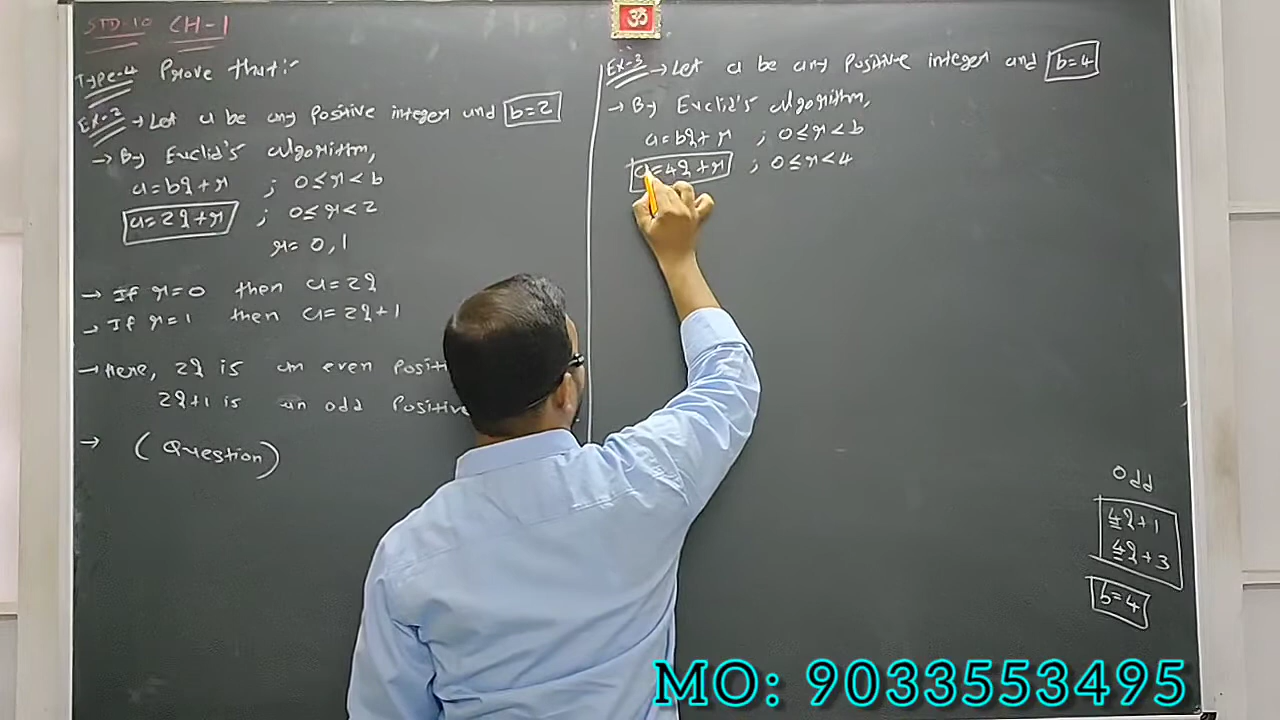 STD-10 CH-1
Type-4 Prove that:-
Ex-2 → Let a be any positive integer and b=2
→ By Euclid's algorithm,
a=bq+r ; 0≤r<b
a=2q+r ; 0≤r<2
r=0,1
→ If r=0 then a=2q
→ If r=1 then a=2q+1
→ Here, 2q is an even Positi
2q+1 is an odd Positive
→ (Question)
ॐ
Ex-3 → Let a be any Positive integer and b=4
→ By Euclid's algorithm,
a=bq+r ; 0≤r<b
a=4q+r ; 0≤r<4
Odd
4q+1
4q+3
b=4
MO: 9033553495